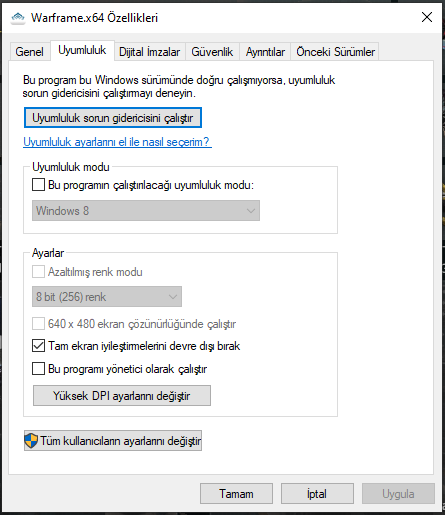 Warframe.x64 Özellikleri
Genel Uyumluluk Dijital İmzalar Güvenlik Ayrıntılar Önceki Sürümler
Bu program bu Windows sürümünde doğru çalışmıyorsa, uyumluluk
sorun gidericisini çalıştırmayı deneyin.
Uyumluluk sorun gidericisini çalıştır
Uyumluluk ayarlarını el ile nasıl seçerim?
Uyumluluk modu
Bu programın çalıştırılacağı uyumluluk modu:
Windows 8
Ayarlar
Azaltılmış renk modu
8 bit (256) renk
640 x 480 ekran çözünürlüğünde çalıştır
Tam ekran iyileştirmelerini devre dışı bırak
Bu programı yönetici olarak çalıştır
Yüksek DPI ayarlarını değiştir
Tüm kullanıcıların ayarlarını değiştir
Tamam İptal Uygula